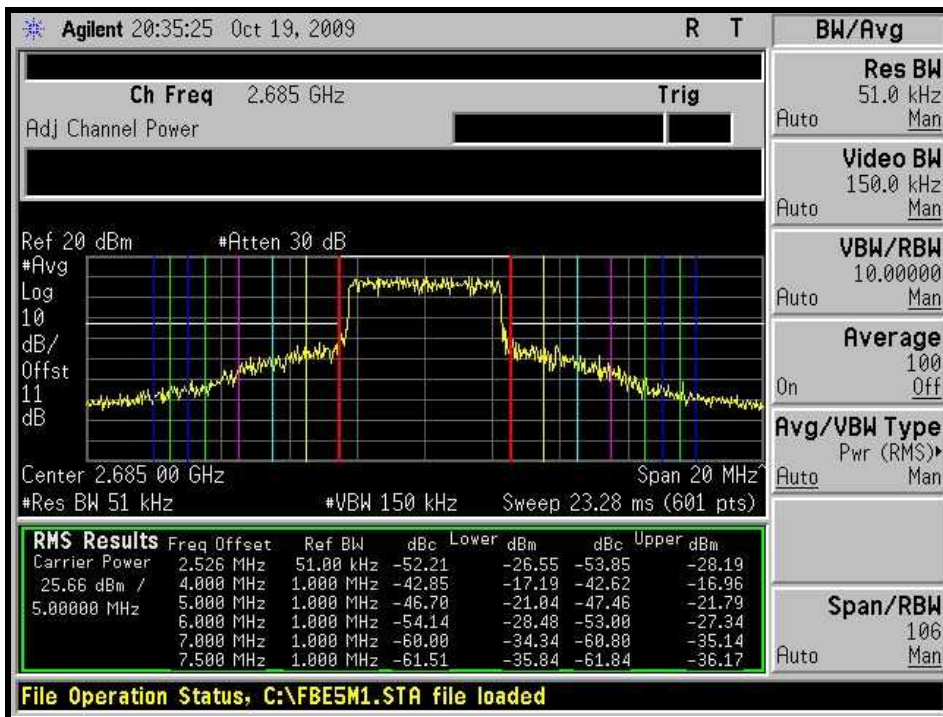 Agilent 20:35:25 Oct 19, 2009 R T
Ch Freq 2.685 GHz Trig
Adj Channel Power
Ref 20 dBm #Atten 30 dB
#Avg
Log
10
dB/
Offst
11
dB
Center 2.685 00 GHz Span 20 MHz^
#Res BW 51 kHz #VBW 150 kHz Sweep 23.28 ms (601 pts)
RMS Results Freq Offset Ref BW dBc Lower dBm dBc Upper dBm
Carrier Power 2.526 MHz 51.00 kHz -52.21 -26.55 -53.85 -28.19
25.66 dBm / 4.000 MHz 1.000 MHz -42.85 -17.19 -42.62 -16.96
5.00000 MHz 5.000 MHz 1.000 MHz -46.70 -21.04 -47.46 -21.79
6.000 MHz 1.000 MHz -54.14 -28.48 -53.00 -27.34
7.000 MHz 1.000 MHz -60.00 -34.34 -60.80 -35.14
7.500 MHz 1.000 MHz -61.51 -35.84 -61.84 -36.17
File Operation Status, C:\FBE5M1.STA file loaded
BW/Avg
Res BW
51.0 kHz
Auto Man
Video BW
150.0 kHz
Auto Man
VBW/RBW
10.00000
Auto Man
Average
100
On Off
Avg/VBW Type
Pwr (RMS)▸
Auto Man
Span/RBW
106
Auto Man